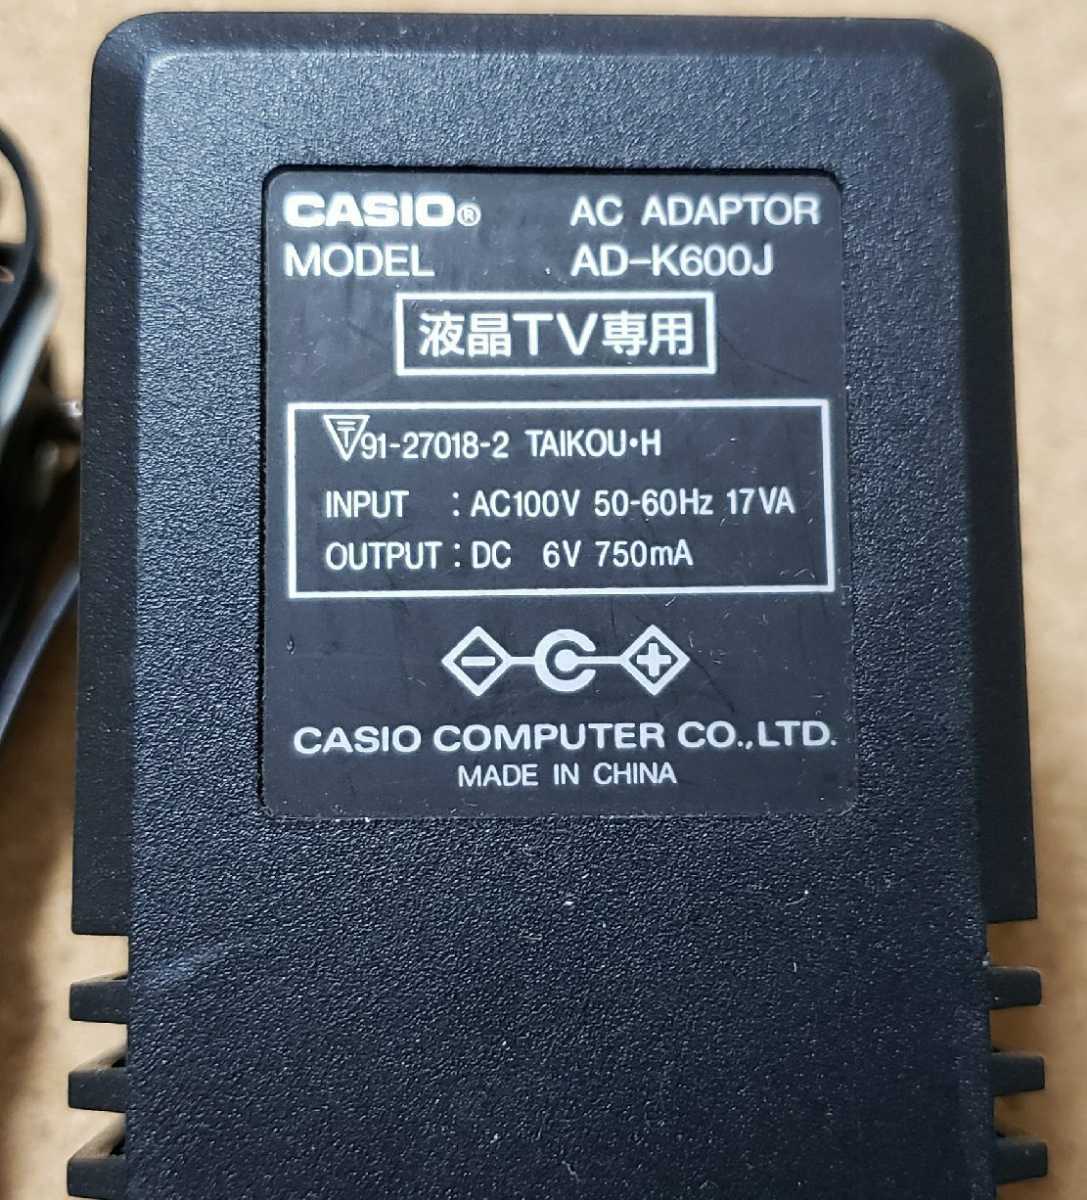 CASIO® AC ADAPTOR
MODEL AD-K600J
液晶TV専用
〒91-27018-2 TAIKOU・H
INPUT : AC100V 50-60Hz 17VA
OUTPUT : DC 6V 750mA
CASIO COMPUTER CO.,LTD.
MADE IN CHINA